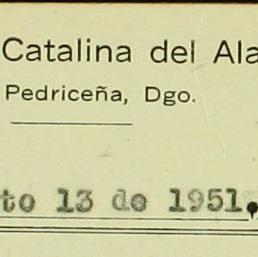 Catalina del Ala
Pedriceña, Dgo.
to 13 de 1951.